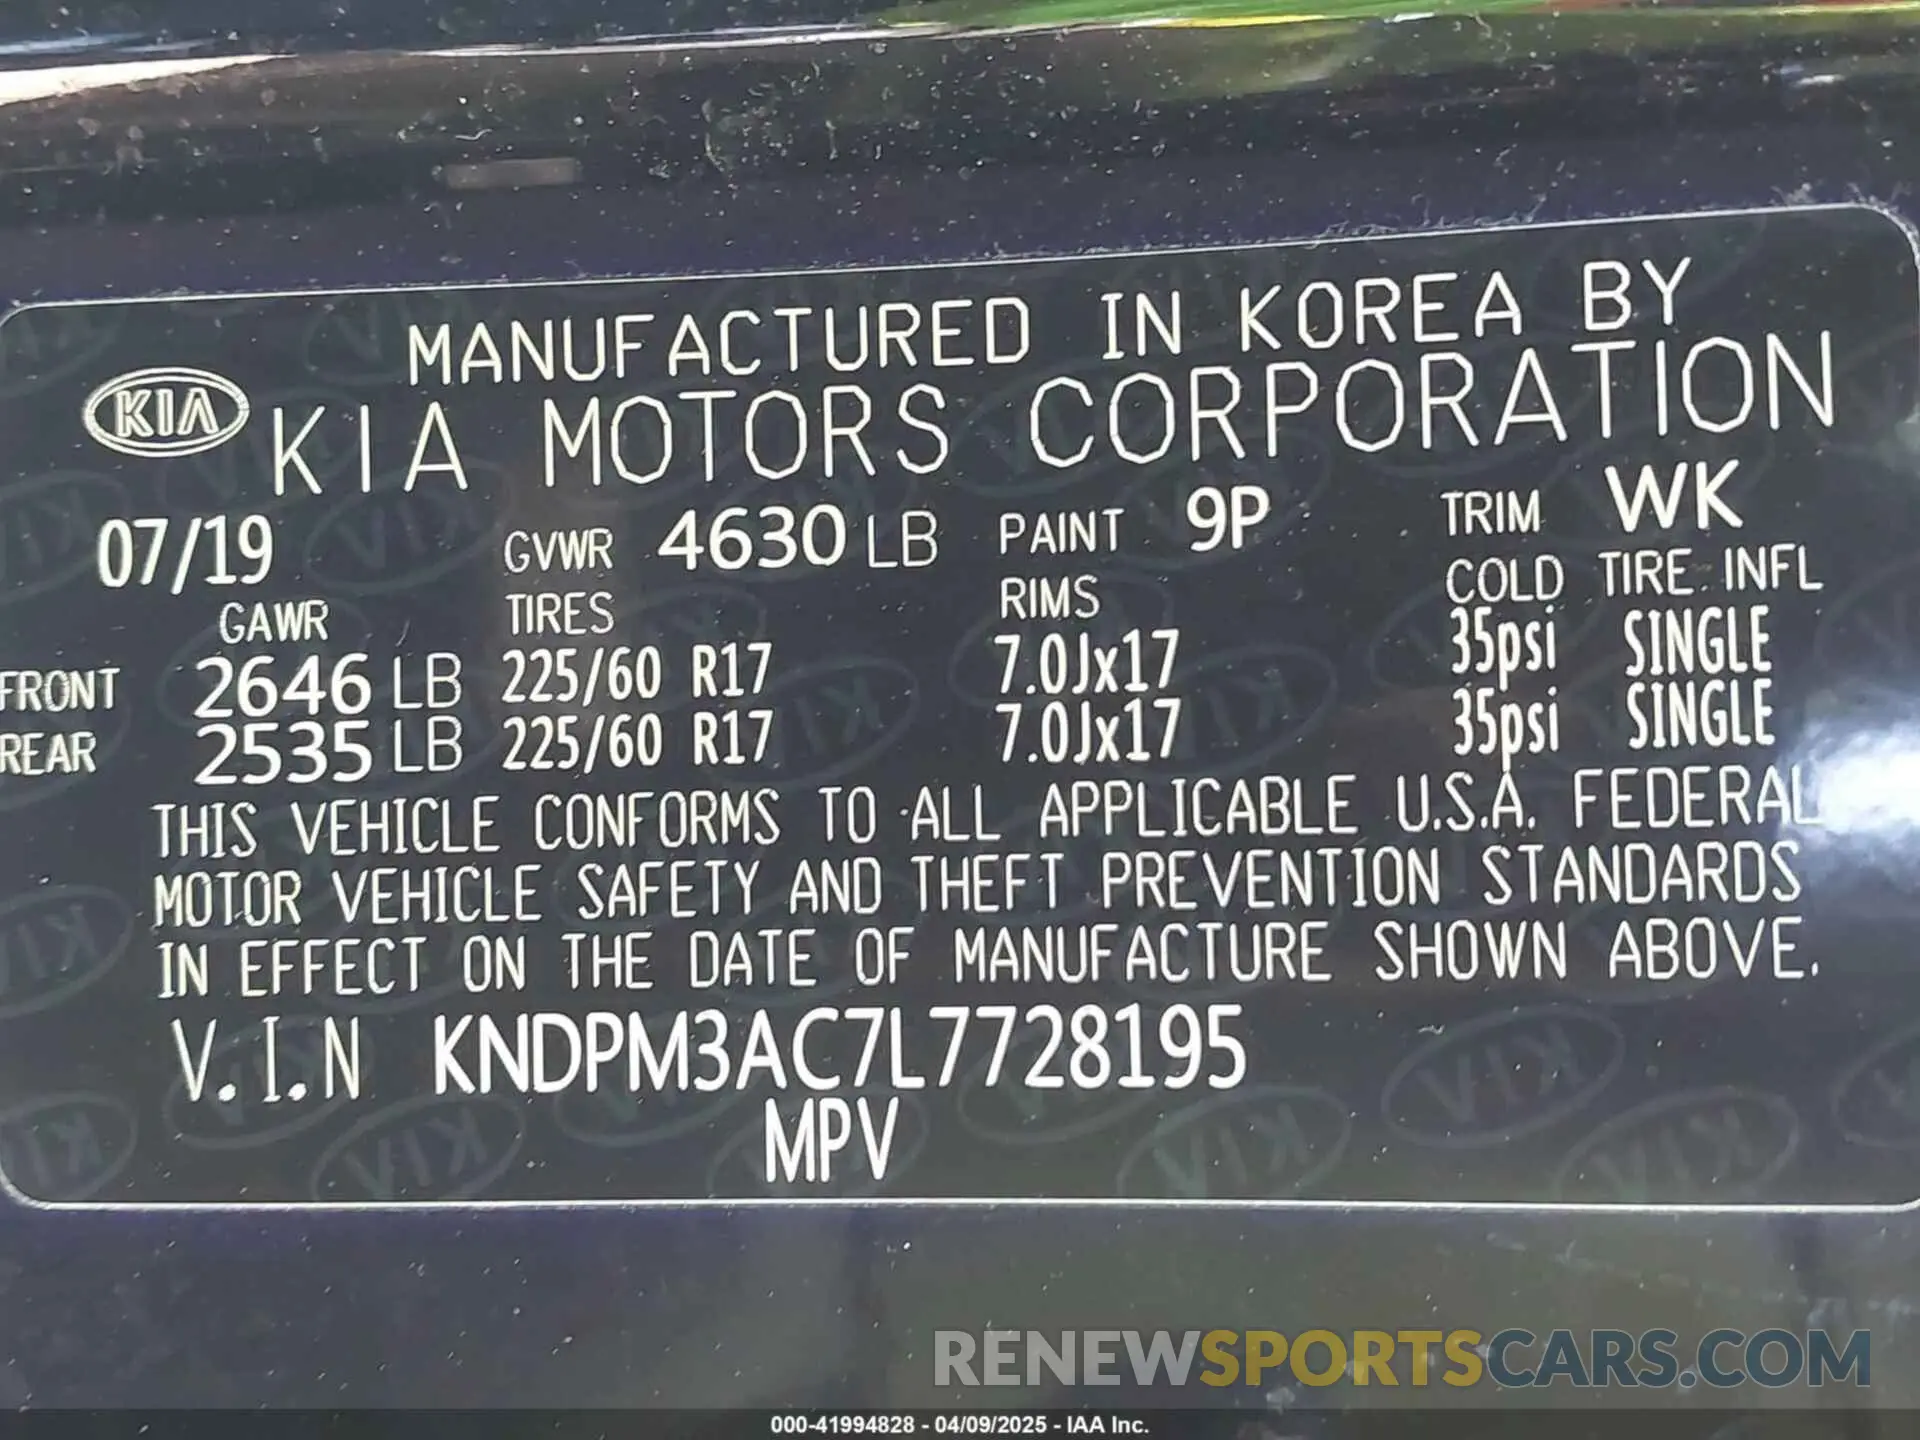 MANUFACTURED IN KOREA BY
KIA KIA MOTORS CORPORATION
07/19 GVWR 4630 LB PAINT 9P TRIM WK
GAWR TIRES RIMS COLD TIRE INFL
FRONT 2646 LB 225/60 R17 7.0Jx17 35psi SINGLE
REAR 2535 LB 225/60 R17 7.0Jx17 35psi SINGLE
THIS VEHICLE CONFORMS TO ALL APPLICABLE U.S.A. FEDERAL
MOTOR VEHICLE SAFETY AND THEFT PREVENTION STANDARDS
IN EFFECT ON THE DATE OF MANUFACTURE SHOWN ABOVE.
V.I.N KNDPM3AC7L7728195
MPV
RENEWSPORTSCARS.COM
000-41994828 - 04/09/2025 - IAA Inc.